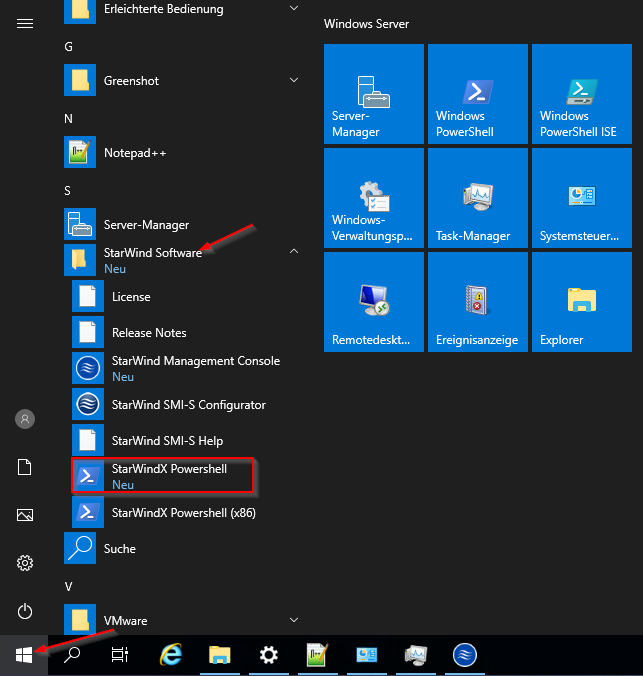 Erleichterte Bedienung
G
Greenshot
N
Notepad++
S
Server-Manager
StarWind Software
Neu
License
Release Notes
StarWind Management Console
Neu
StarWind SMI-S Configurator
StarWind SMI-S Help
StarWindX Powershell
Neu
StarWindX Powershell (x86)
Suche
V
VMware
Windows Server
Server-
Manager
Windows
PowerShell
Windows
PowerShell ISE
Windows-
Verwaltungsp...
Task-Manager
Systemsteuer...
Remotedeskt...
Ereignisanzeige
Explorer